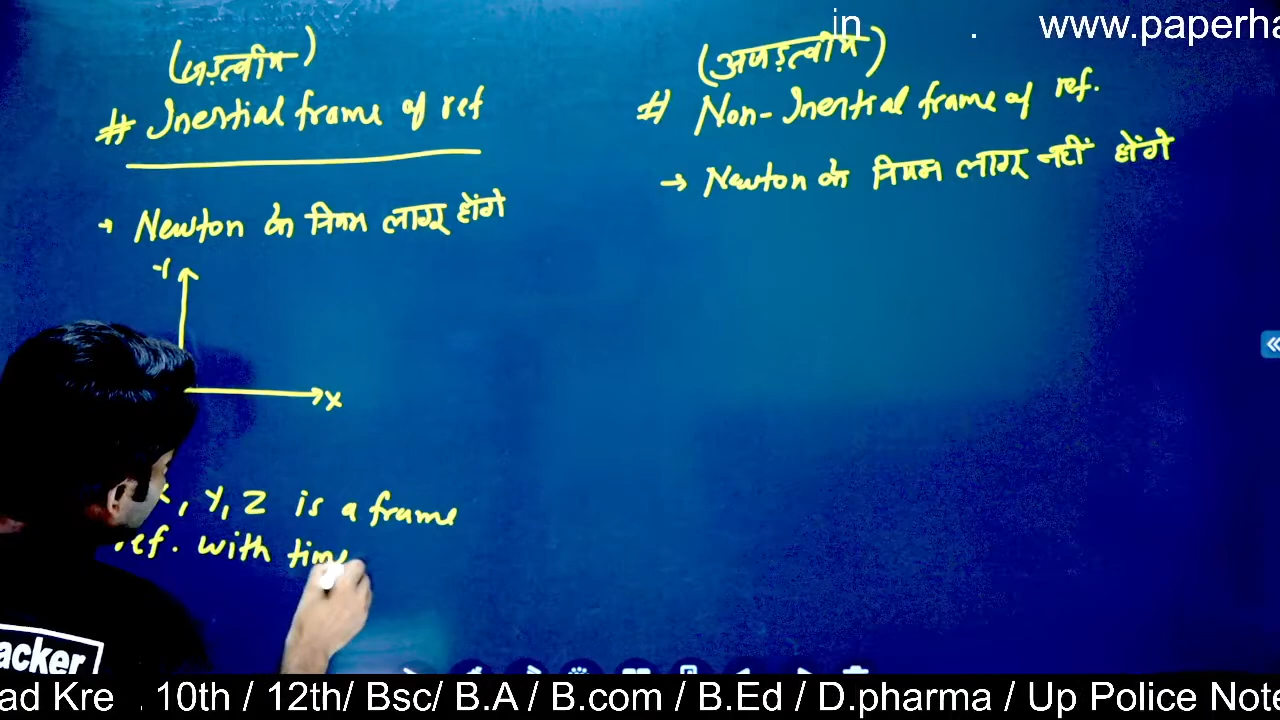 in . www.paperha
(जड़त्वीय)
# Inertial frame of ref
→ Newton के नियम लागू होंगे
Y
X
X, Y, Z is a frame
ref. with time
(अजड़त्वीय)
# Non-Inertial frame of ref.
→ Newton के नियम लागू नहीं होंगे
acker
ad Kre . 10th / 12th/ Bsc/ B.A / B.com / B.Ed / D.pharma / Up Police Note